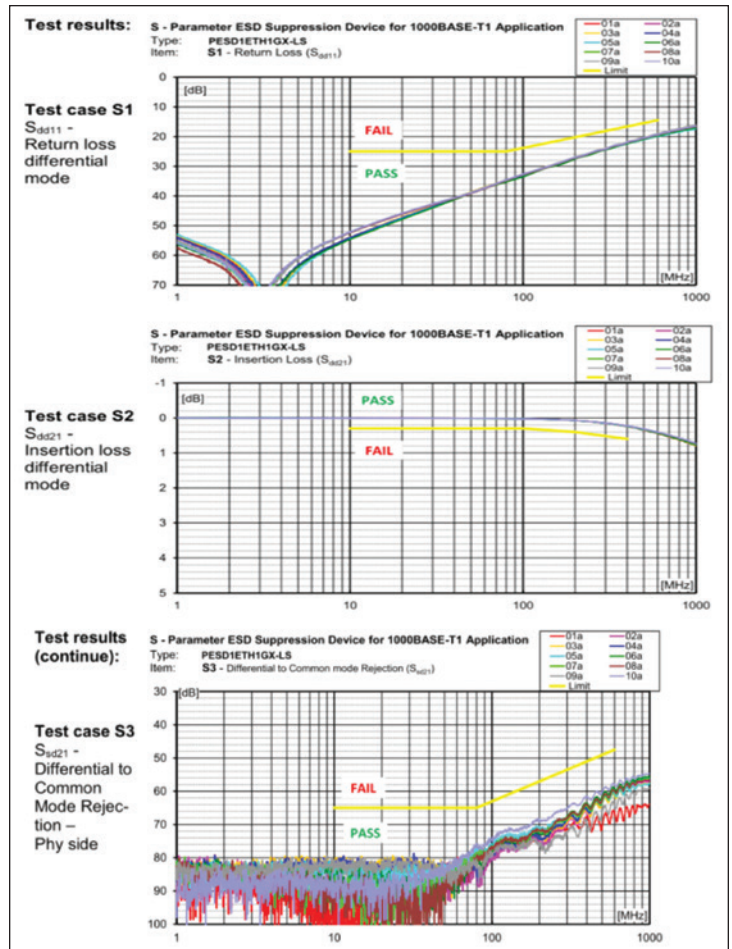 Test results:
S - Parameter ESD Suppression Device for 1000BASE-T1 Application
Type: PESD1ETH1GX-LS
Item: S1 - Return Loss (Sdd11)
01a 02a
03a 04a
05a 06a
07a 08a
09a 10a
Limit
Test case S1
Sdd11 -
Return loss
differential
mode
[dB]
0
10
20
30
40
50
60
70
FAIL
PASS
[MHz]
1 10 100 1000
S - Parameter ESD Suppression Device for 1000BASE-T1 Application
Type: PESD1ETH1GX-LS
Item: S2 - Insertion Loss (Sdd21)
01a 02a
03a 04a
05a 06a
07a 08a
09a 10a
Limit
Test case S2
Sdd21 -
Insertion loss
differential
mode
[dB]
-1
0
1
2
3
4
5
PASS
FAIL
[MHz]
1 10 100 1000
Test results
(continue):
S - Parameter ESD Suppression Device for 1000BASE-T1 Application
Type: PESD1ETH1GX-LS
Item: S3 - Differential to Common mode Rejection (Ssd21)
01a 02a
03a 04a
05a 06a
07a 08a
09a 10a
Limit
Test case S3
Ssd21 -
Differential to
Common
Mode Rejec-
tion –
Phy side
[dB]
30
40
50
60
70
80
90
100
FAIL
PASS
[MHz]
1 10 100 1000